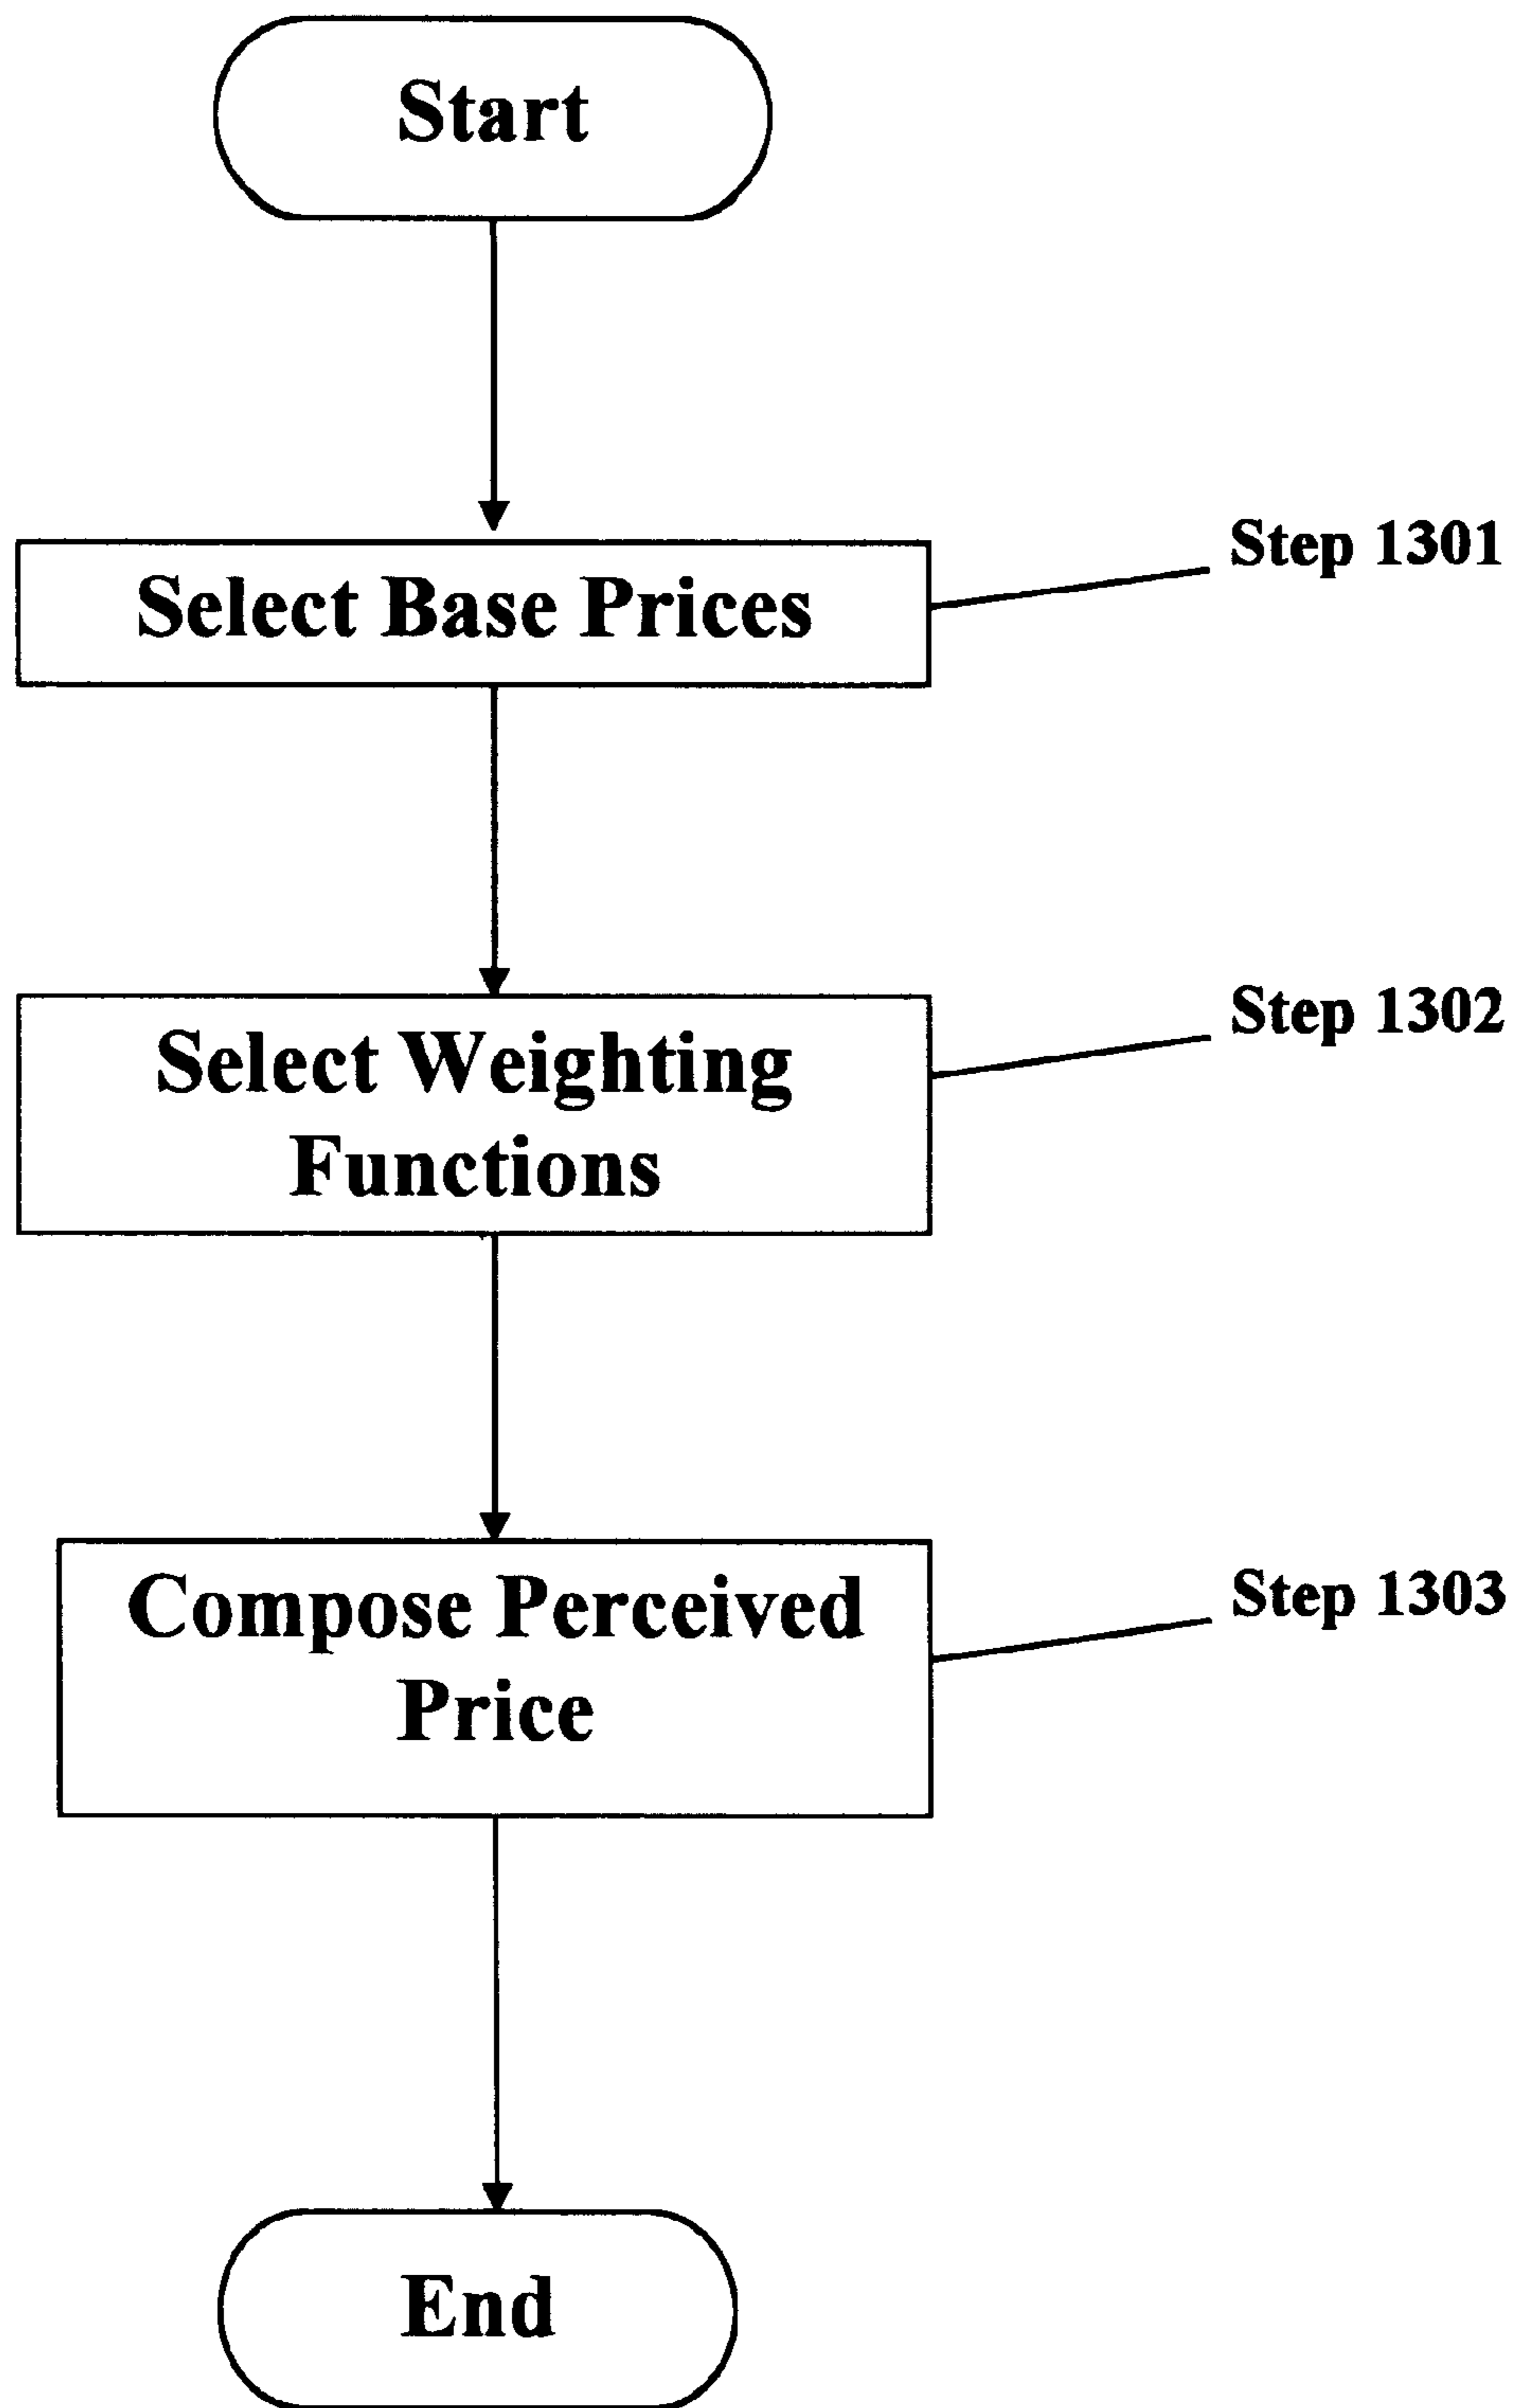 Start
Select Base Prices
Step 1301
Select Weighting
Functions
Step 1302
Compose Perceived
Price
Step 1303
End